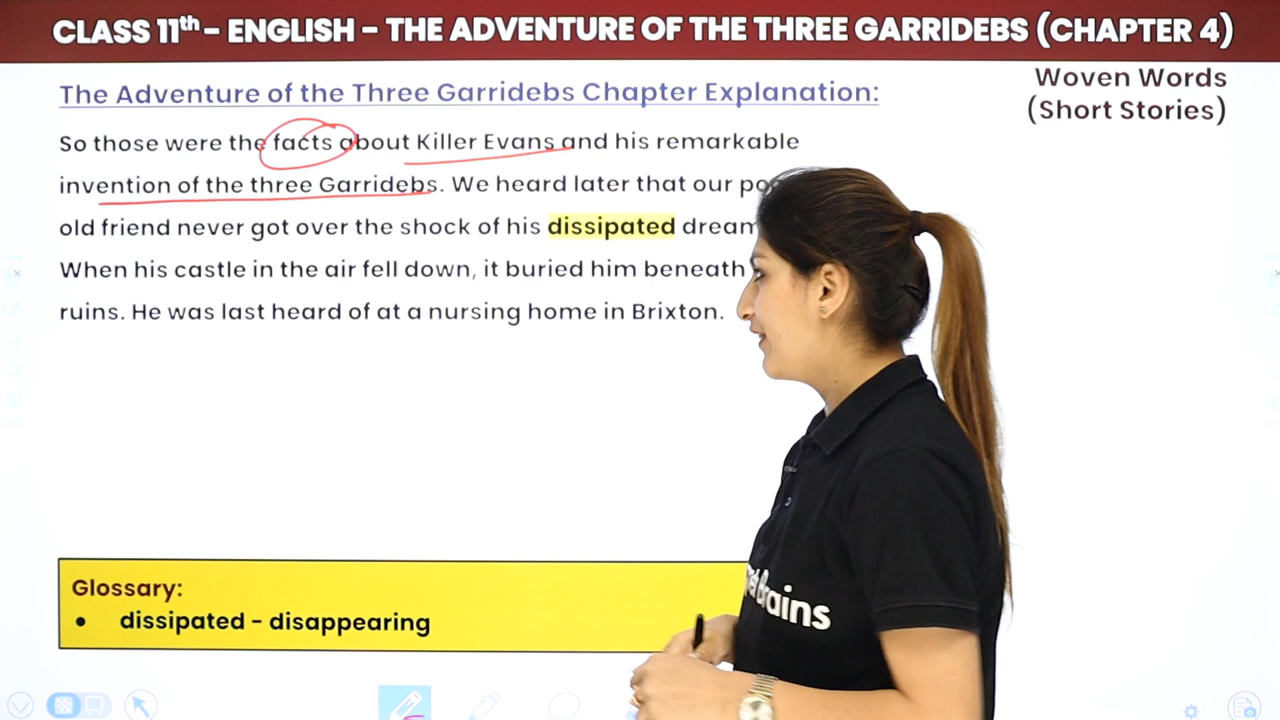 CLASS 11th - ENGLISH - THE ADVENTURE OF THE THREE GARRIDEBS (CHAPTER 4)
Woven Words
(Short Stories)
The Adventure of the Three Garridebs Chapter Explanation:
So those were the facts about Killer Evans and his remarkable
invention of the three Garridebs. We heard later that our
old friend never got over the shock of his dissipated
When his castle in the air fell down, it buried him beneath
ruins. He was last heard of at a nursing home in Brixton.
Glossary:
• dissipated - disappearing